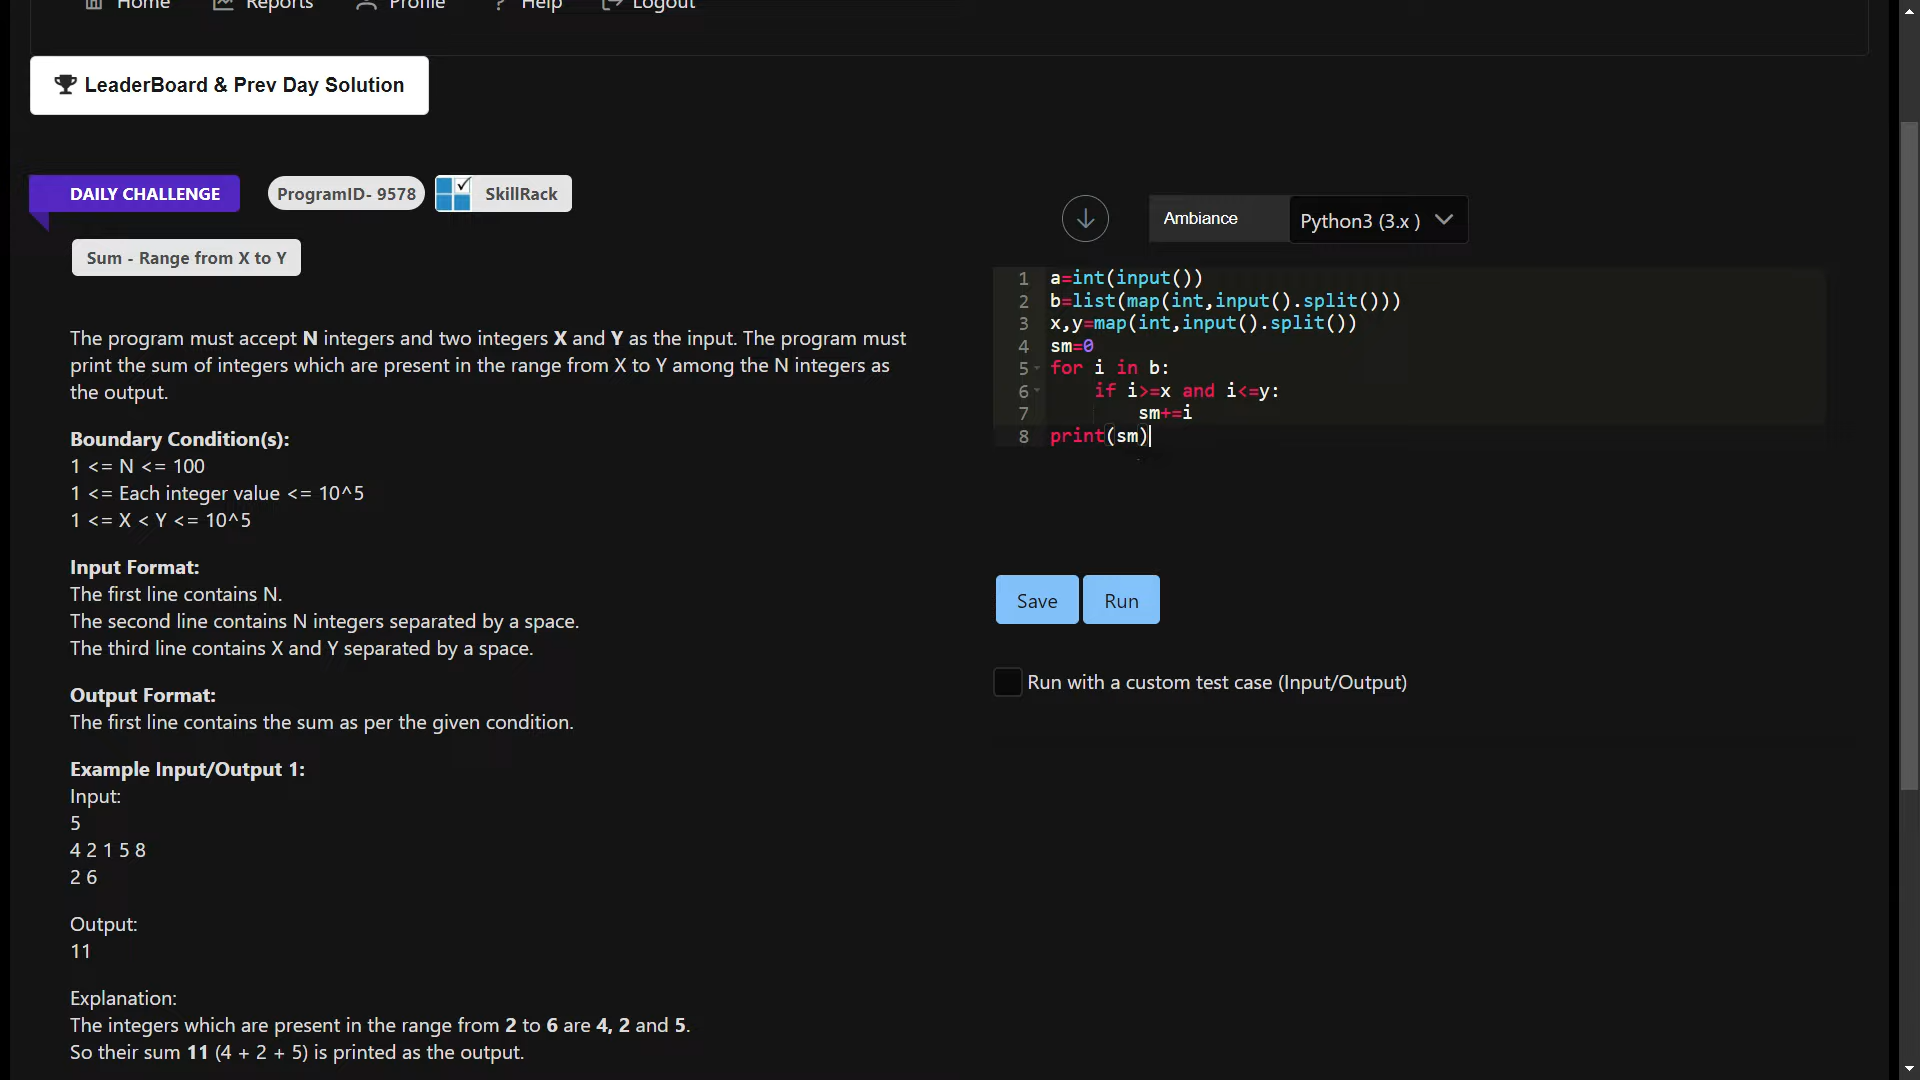 Home Reports Profile ? Help Logout
LeaderBoard & Prev Day Solution
DAILY CHALLENGE
ProgramID- 9578
SkillRack
Sum - Range from X to Y
The program must accept N integers and two integers X and Y as the input. The program must
print the sum of integers which are present in the range from X to Y among the N integers as
the output.
Boundary Condition(s):
1 <= N <= 100
1 <= Each integer value <= 10^5
1 <= X < Y <= 10^5
Input Format:
The first line contains N.
The second line contains N integers separated by a space.
The third line contains X and Y separated by a space.
Output Format:
The first line contains the sum as per the given condition.
Example Input/Output 1:
Input:
5
4 2 1 5 8
2 6
Output:
11
Explanation:
The integers which are present in the range from 2 to 6 are 4, 2 and 5.
So their sum 11 (4 + 2 + 5) is printed as the output.
Ambiance
Python3 (3.x )
1 a=int(input())
2 b=list(map(int,input().split()))
3 x,y=map(int,input().split())
4 sm=0
5 for i in b:
6     if i>=x and i<=y:
7         sm+=i
8 print(sm)
Save
Run
Run with a custom test case (Input/Output)